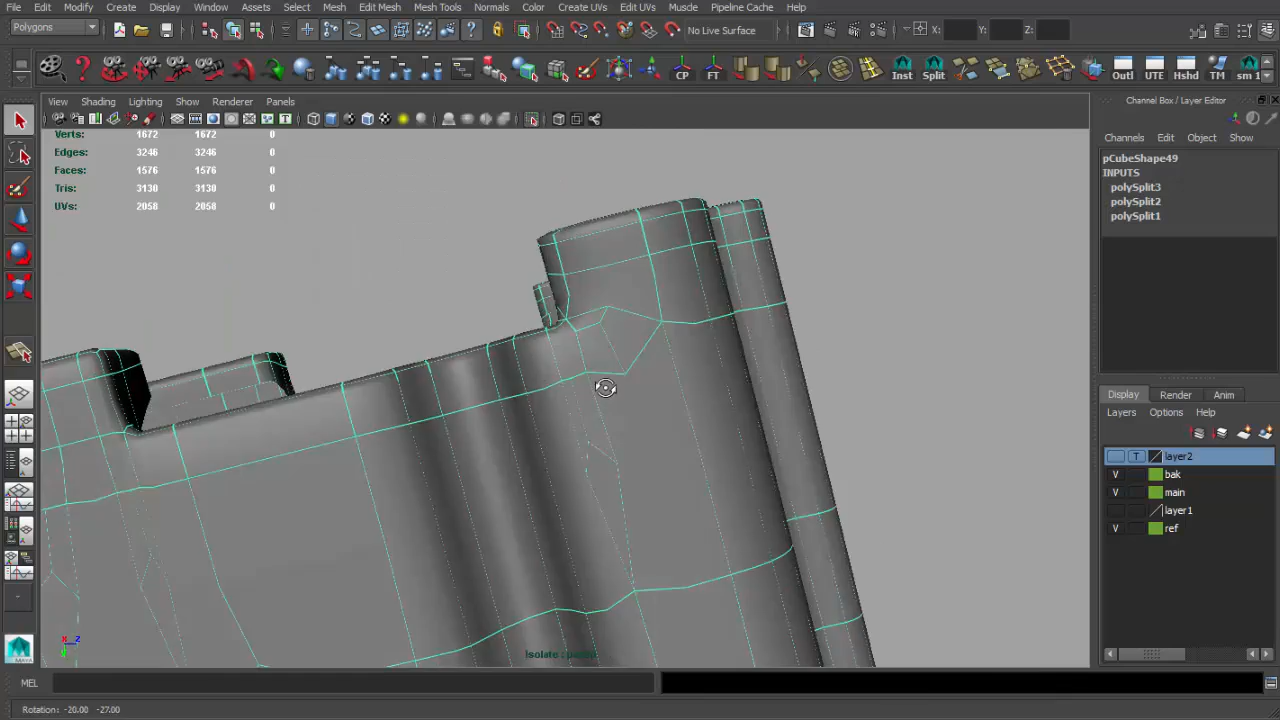 File Edit Modify Create Display Window Assets Select Mesh Edit Mesh Mesh Tools Normals Color Create UVs Edit UVs Muscle Pipeline Cache Help
Polygons No Live Surface X: Y: Z:
CP FT Inst Split Outl UTE Hshd TM sm 1
View Shading Lighting Show Renderer Panels
Channel Box / Layer Editor
Channels Edit Object Show
Verts: 1672 1672 0
Edges: 3246 3246 0
Faces: 1576 1576 0
Tris: 3130 3130 0
UVs: 2058 2058 0
pCubeShape49
INPUTS
polySplit3
polySplit2
polySplit1
Display Render Anim
Layers Options Help
T layer2
V bak
V main
layer1
V ref
Isolate : persp
MEL
Rotation: -20.00 -27.00